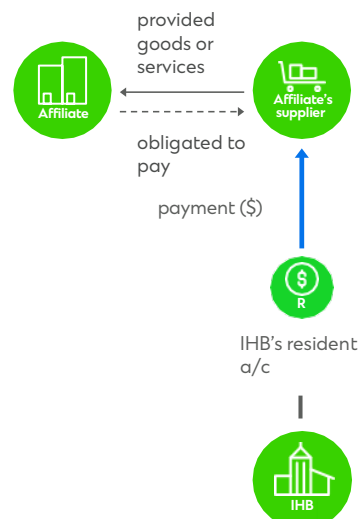 provided
goods or
services
Affiliate
Affiliate's
supplier
obligated to
pay
payment ($)
$
R
IHB's resident
a/c
IHB